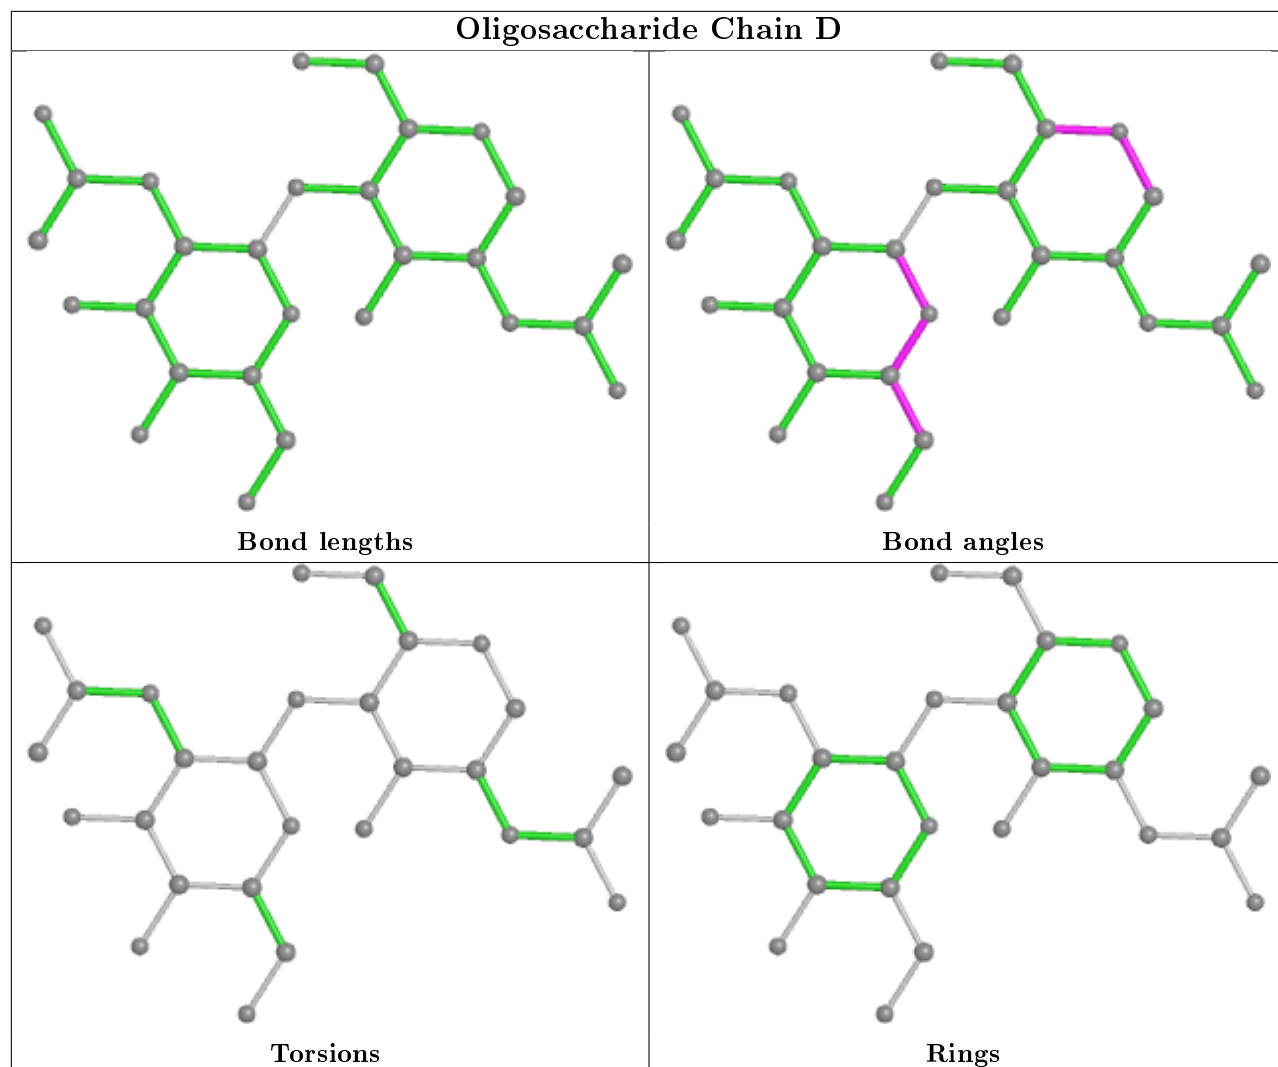 Oligosaccharide Chain D
Bond lengths
Bond angles
Torsions
Rings